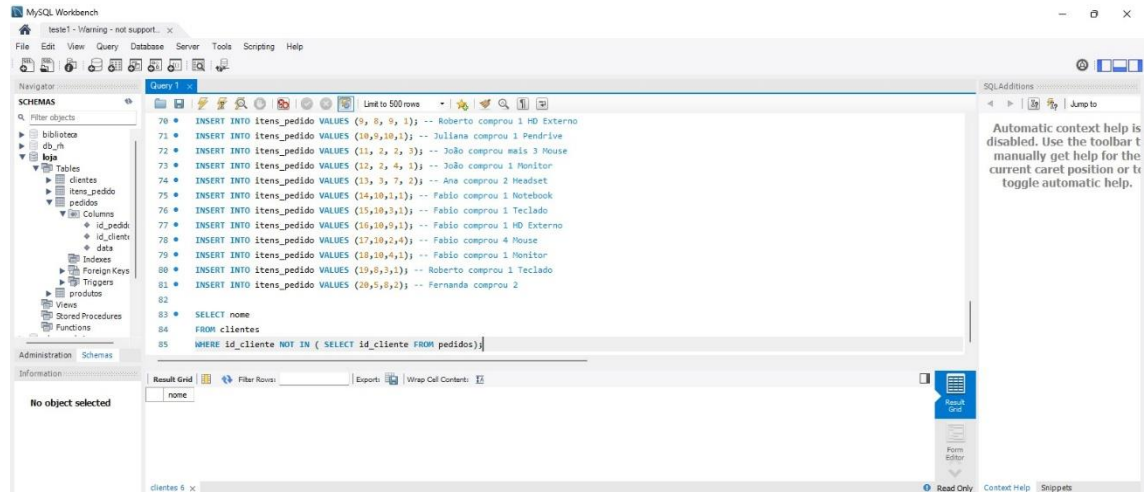 MySQL Workbench
teste1 - Warning - not support...
File Edit View Query Database Server Tools Scripting Help
Navigator
Query 1
SQLAdditions
SCHEMAS
Limit to 500 rows
Jump to
Filter objects
biblioteca
db_rh
loja
Tables
clientes
itens_pedido
pedidos
Columns
id_pedido
id_cliente
data
Indexes
Foreign Keys
Triggers
produtos
Views
Stored Procedures
Functions
Administration Schemas
Information
No object selected
70 INSERT INTO itens_pedido VALUES (9, 8, 9, 1); -- Roberto comprou 1 HD Externo
71 INSERT INTO itens_pedido VALUES (10,9,10,1); -- Juliana comprou 1 Pendrive
72 INSERT INTO itens_pedido VALUES (11, 2, 2, 3); -- João comprou mais 3 Mouse
73 INSERT INTO itens_pedido VALUES (12, 2, 4, 1); -- João comprou 1 Monitor
74 INSERT INTO itens_pedido VALUES (13, 3, 7, 2); -- Ana comprou 2 Headset
75 INSERT INTO itens_pedido VALUES (14,10,1,1); -- Fabio comprou 1 Notebook
76 INSERT INTO itens_pedido VALUES (15,10,3,1); -- Fabio comprou 1 Teclado
77 INSERT INTO itens_pedido VALUES (16,10,9,1); -- Fabio comprou 1 HD Externo
78 INSERT INTO itens_pedido VALUES (17,10,2,4); -- Fabio comprou 4 Mouse
79 INSERT INTO itens_pedido VALUES (18,10,4,1); -- Fabio comprou 1 Monitor
80 INSERT INTO itens_pedido VALUES (19,8,3,1); -- Roberto comprou 1 Teclado
81 INSERT INTO itens_pedido VALUES (20,5,8,2); -- Fernanda comprou 2
82
83 SELECT nome
84 FROM clientes
85 WHERE id_cliente NOT IN ( SELECT id_cliente FROM pedidos);
Result Grid Filter Rows: Export: Wrap Cell Content:
nome
Result
Grid
Form
Editor
clientes 6
Read Only
Automatic context help is
disabled. Use the toolbar t
manually get help for the
current caret position or to
toggle automatic help.
Context Help Snippets